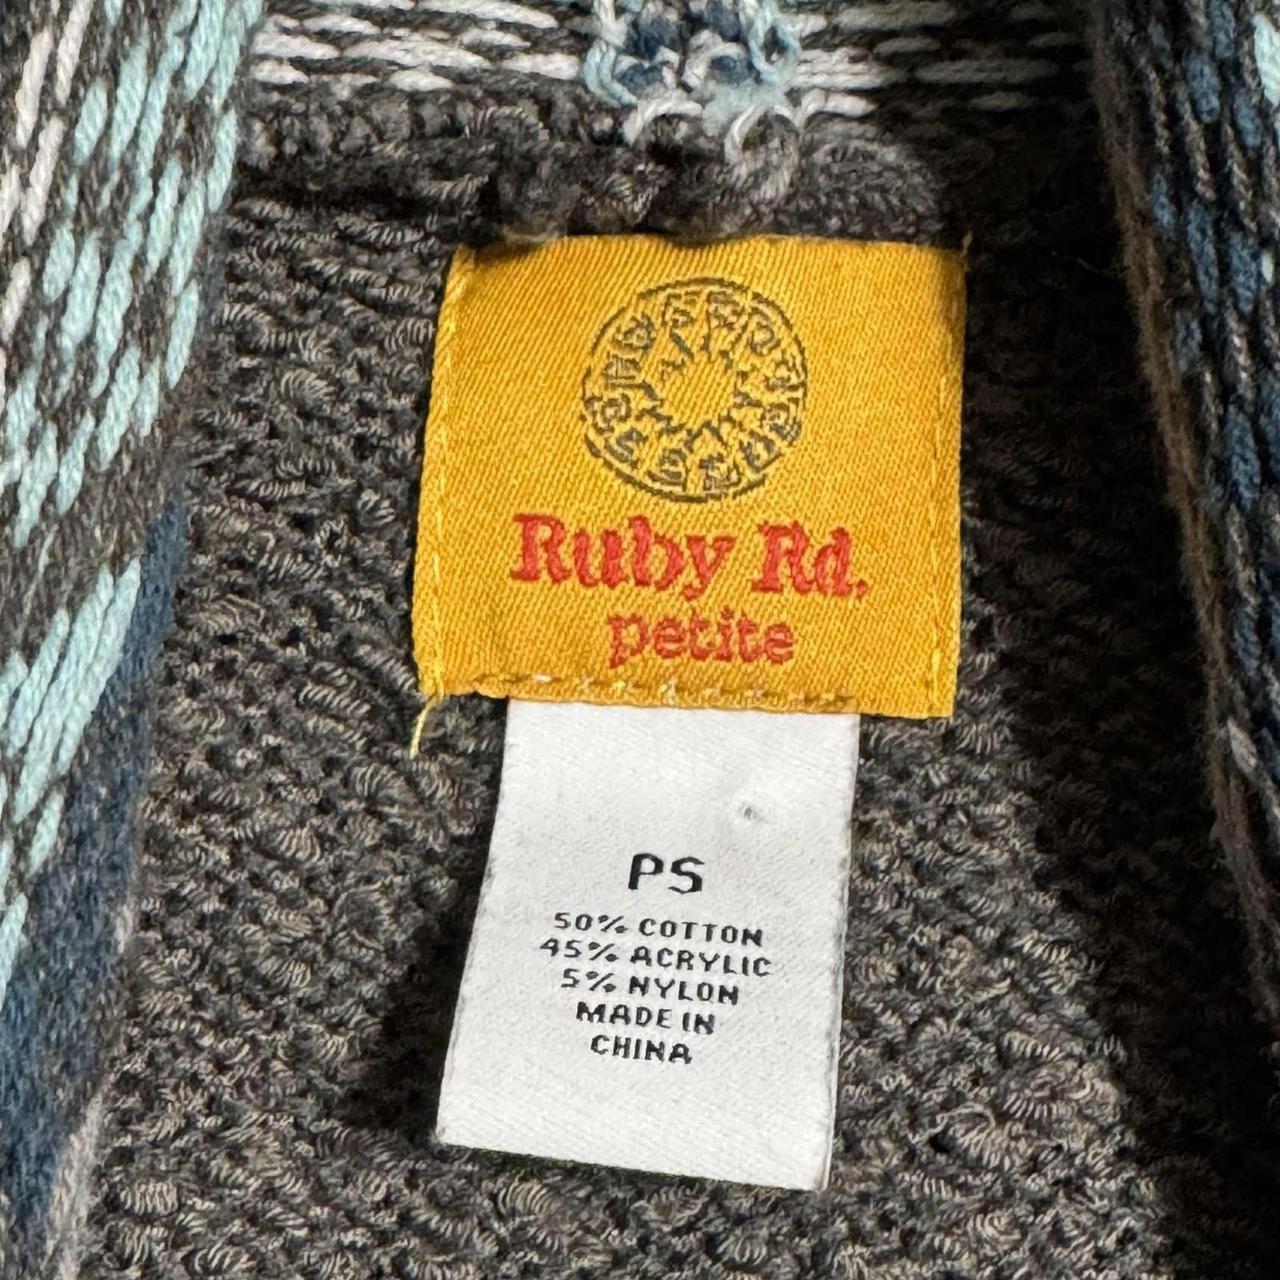 Ruby Rd.
petite
PS
50% COTTON
45% ACRYLIC
5% NYLON
MADE IN
CHINA